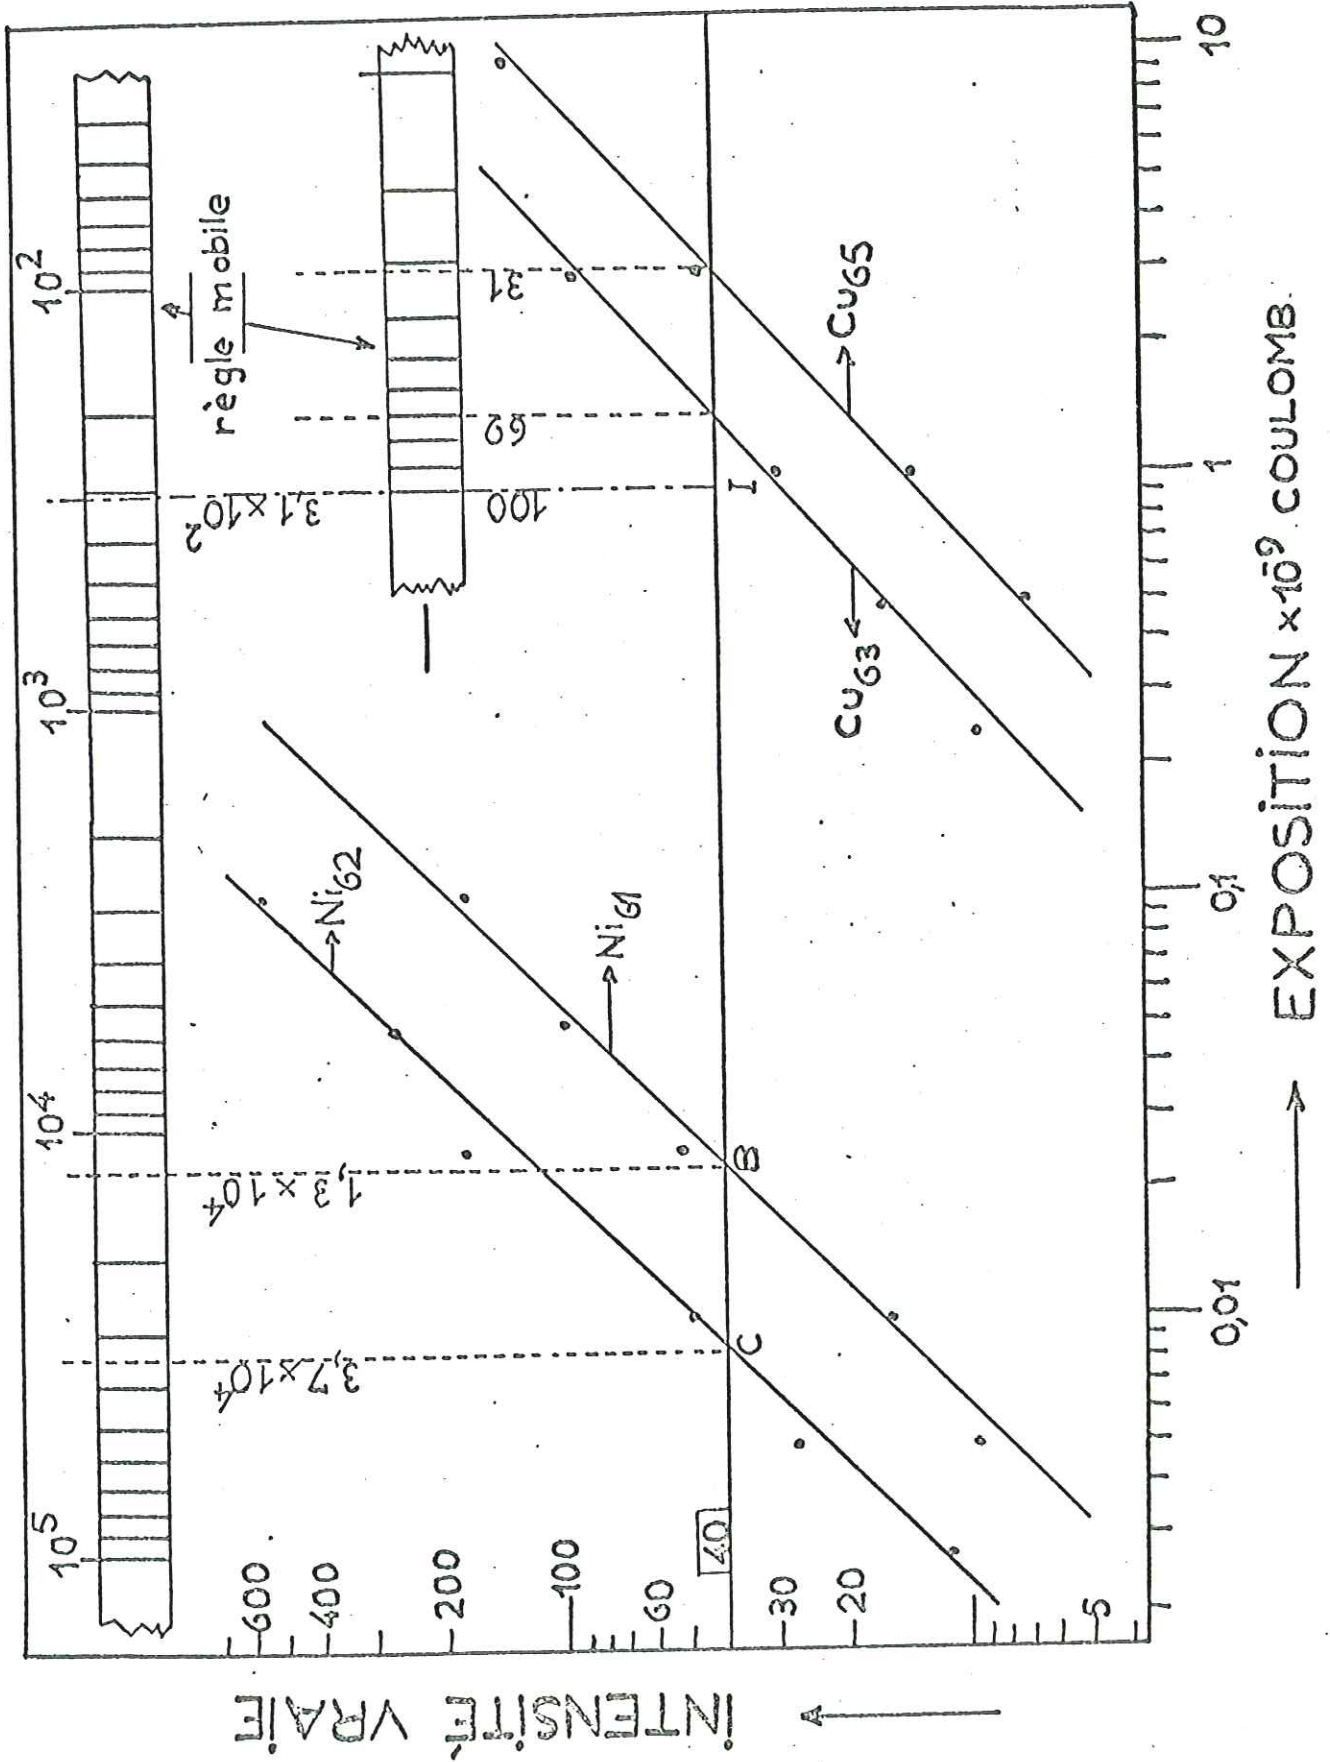 10⁵
10⁴
10³
10²
règle mobile
3,7 × 10⁴
1,3 × 10⁴
3,1 × 10²
100
69
31
Ni₆₂
Ni₆₁
Cu₆₃
Cu₆₅
C
B
I
600
400
200
100
60
40
30
20
5
INTENSITÉ VRAIE
0,01
0,1
1
10
EXPOSITION ×10⁻⁹. COULOMB.